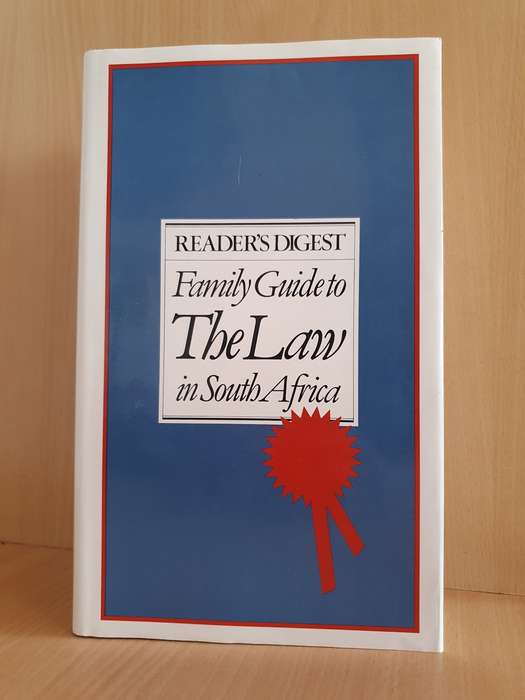 READER'S DIGEST
Family Guide to
The Law
in South Africa